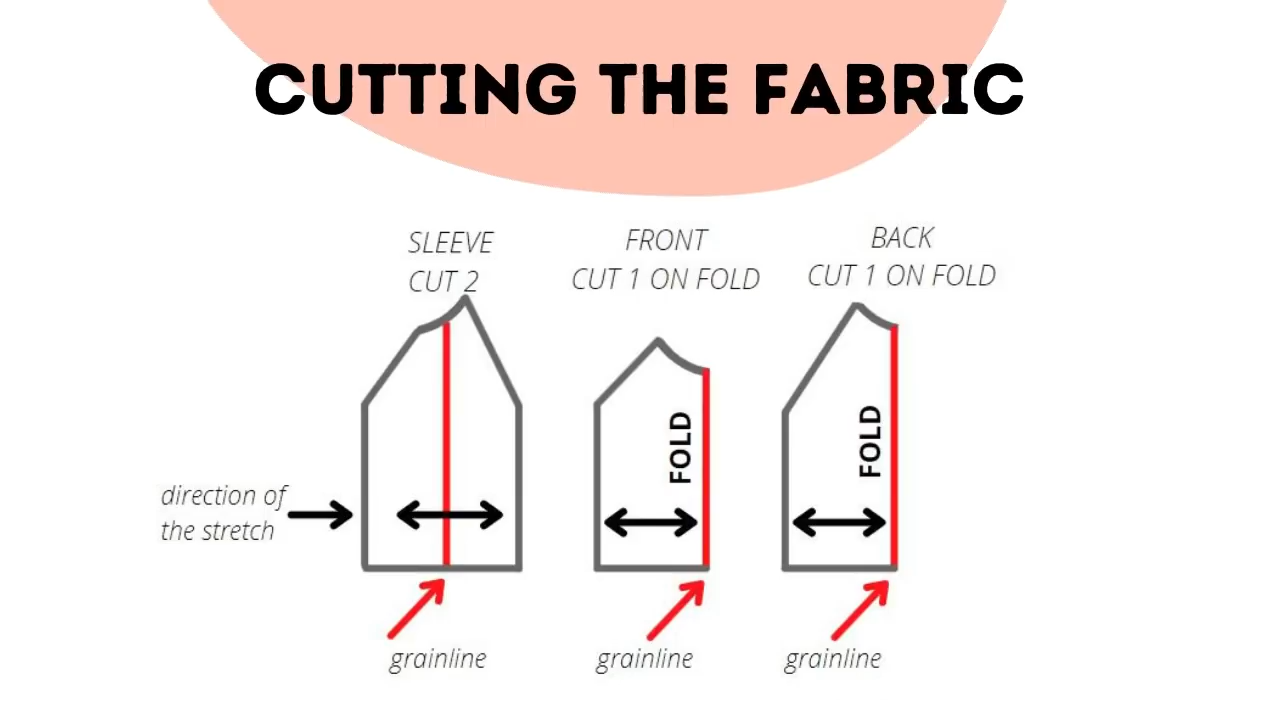 CUTTING THE FABRIC
SLEEVE
CUT 2
FRONT
CUT 1 ON FOLD
BACK
CUT 1 ON FOLD
FOLD
FOLD
direction of
the stretch
grainline
grainline
grainline